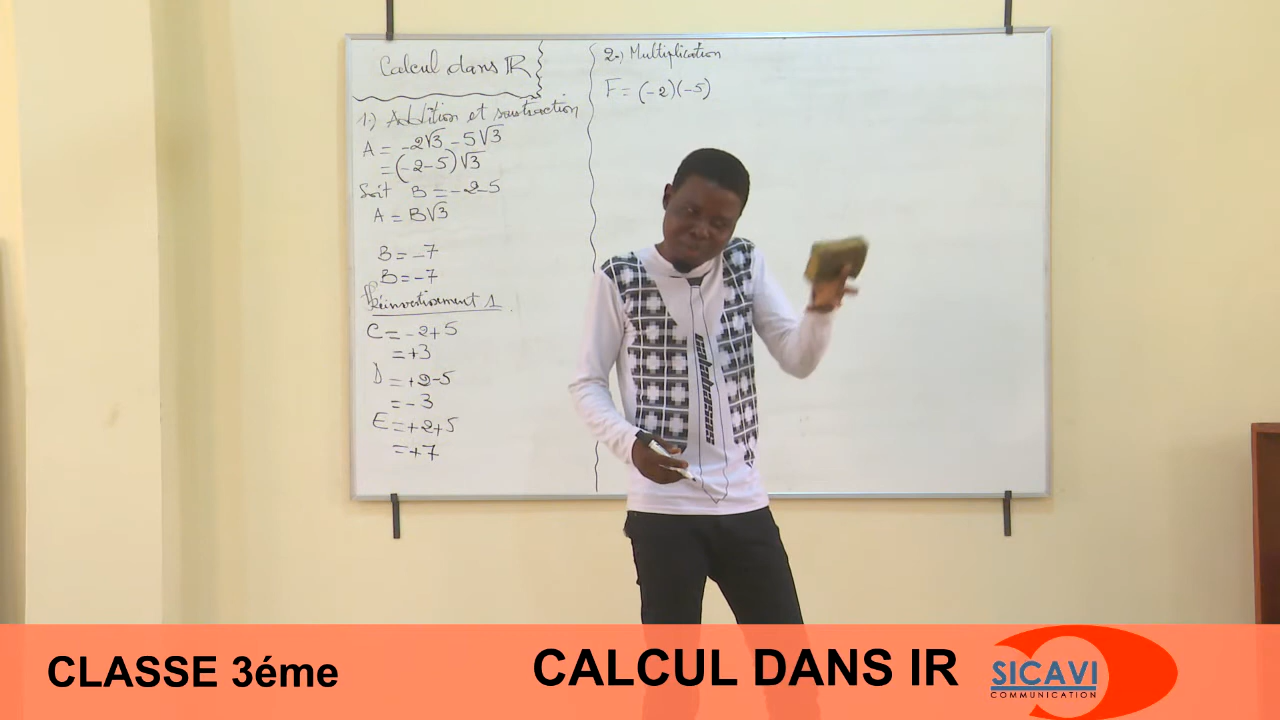 Calcul dans IR
1.) Addition et soustraction
A = -2√3 - 5√3
= (-2-5)√3
Soit B = -2-5
A = B√3
B = -7
B = -7
Réinvestissement 1
C = -2+5
= +3
D = +2-5
= -3
E = +2+5
= +7
2.) Multiplication
F = (-2)(-5)
calabasse
CLASSE 3éme
CALCUL DANS IR
SICAVI
COMMUNICATION